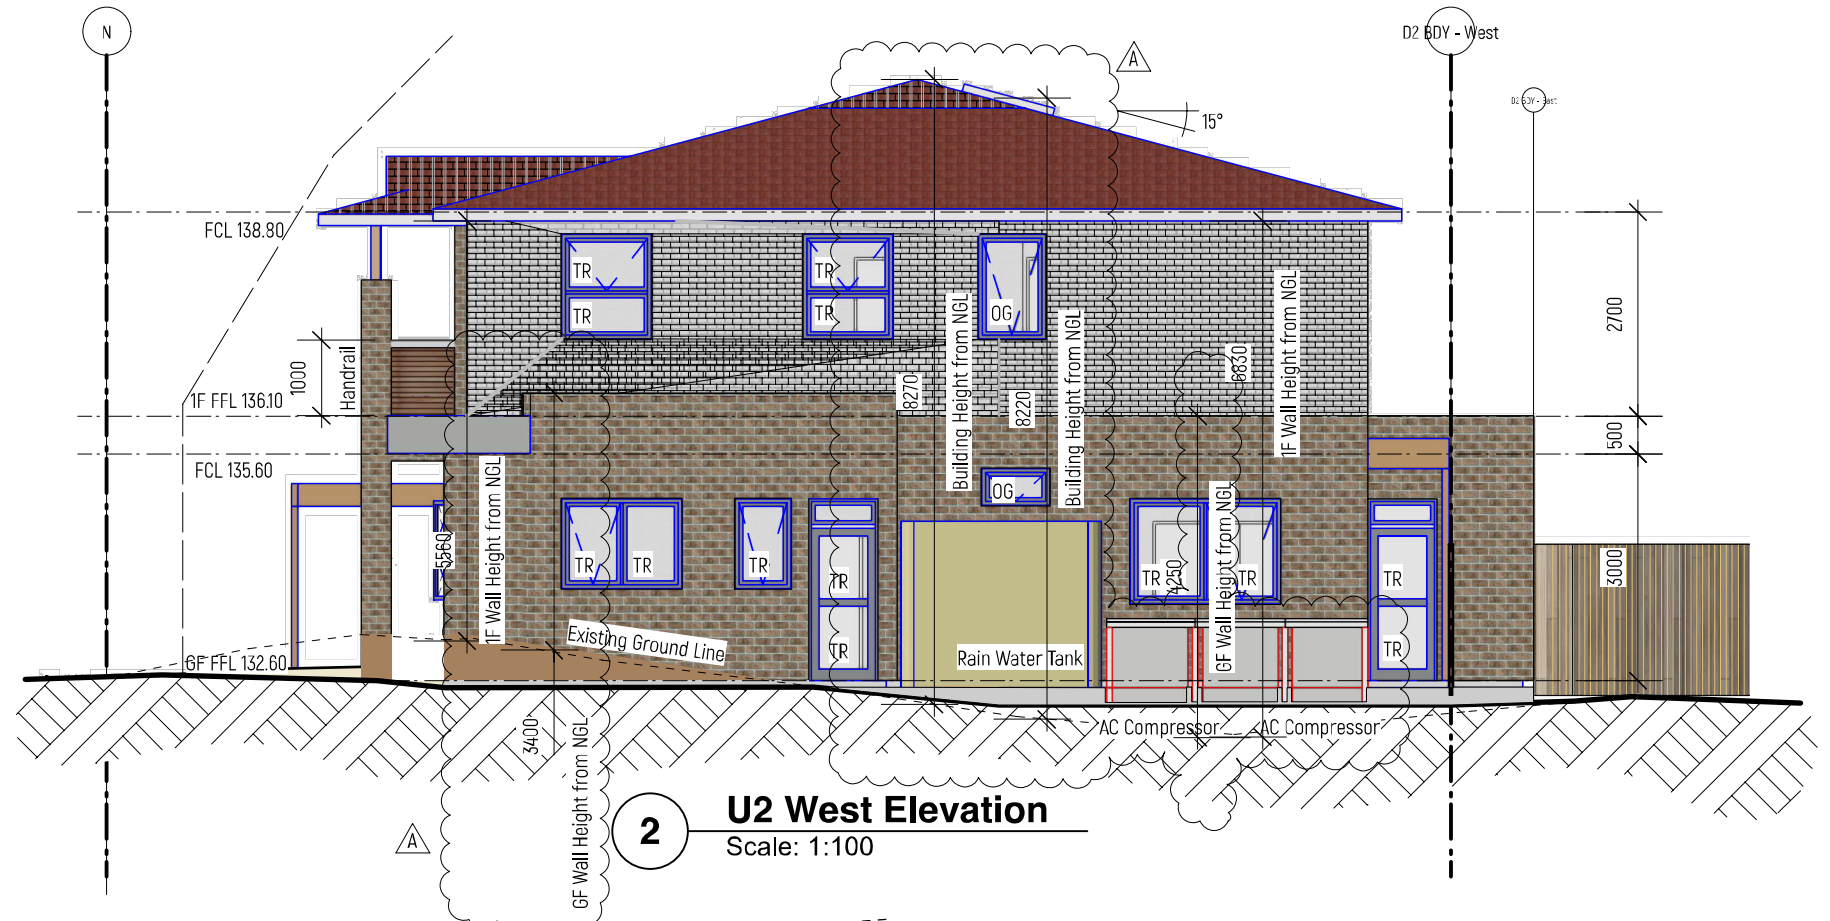 N
D2 BDY - West
A
D2 BDY - East
15°
FCL 138.80
TR
TR
TR
TR
OG
2700
1000
Handrail
1F FFL 136.10
8270
Building Height from NGL
8220
Building Height from NGL
6830
1F Wall Height from NGL
500
FCL 135.60
5560
1F Wall Height from NGL
OG
TR
TR
TR
TR
TR
TR
4250
GF Wall Height from NGL
TR
TR
TR
3000
Existing Ground Line
GF FFL 132.60
Rain Water Tank
3400
GF Wall Height from NGL
AC Compressor
AC Compressor
A
2
U2 West Elevation
Scale: 1:100